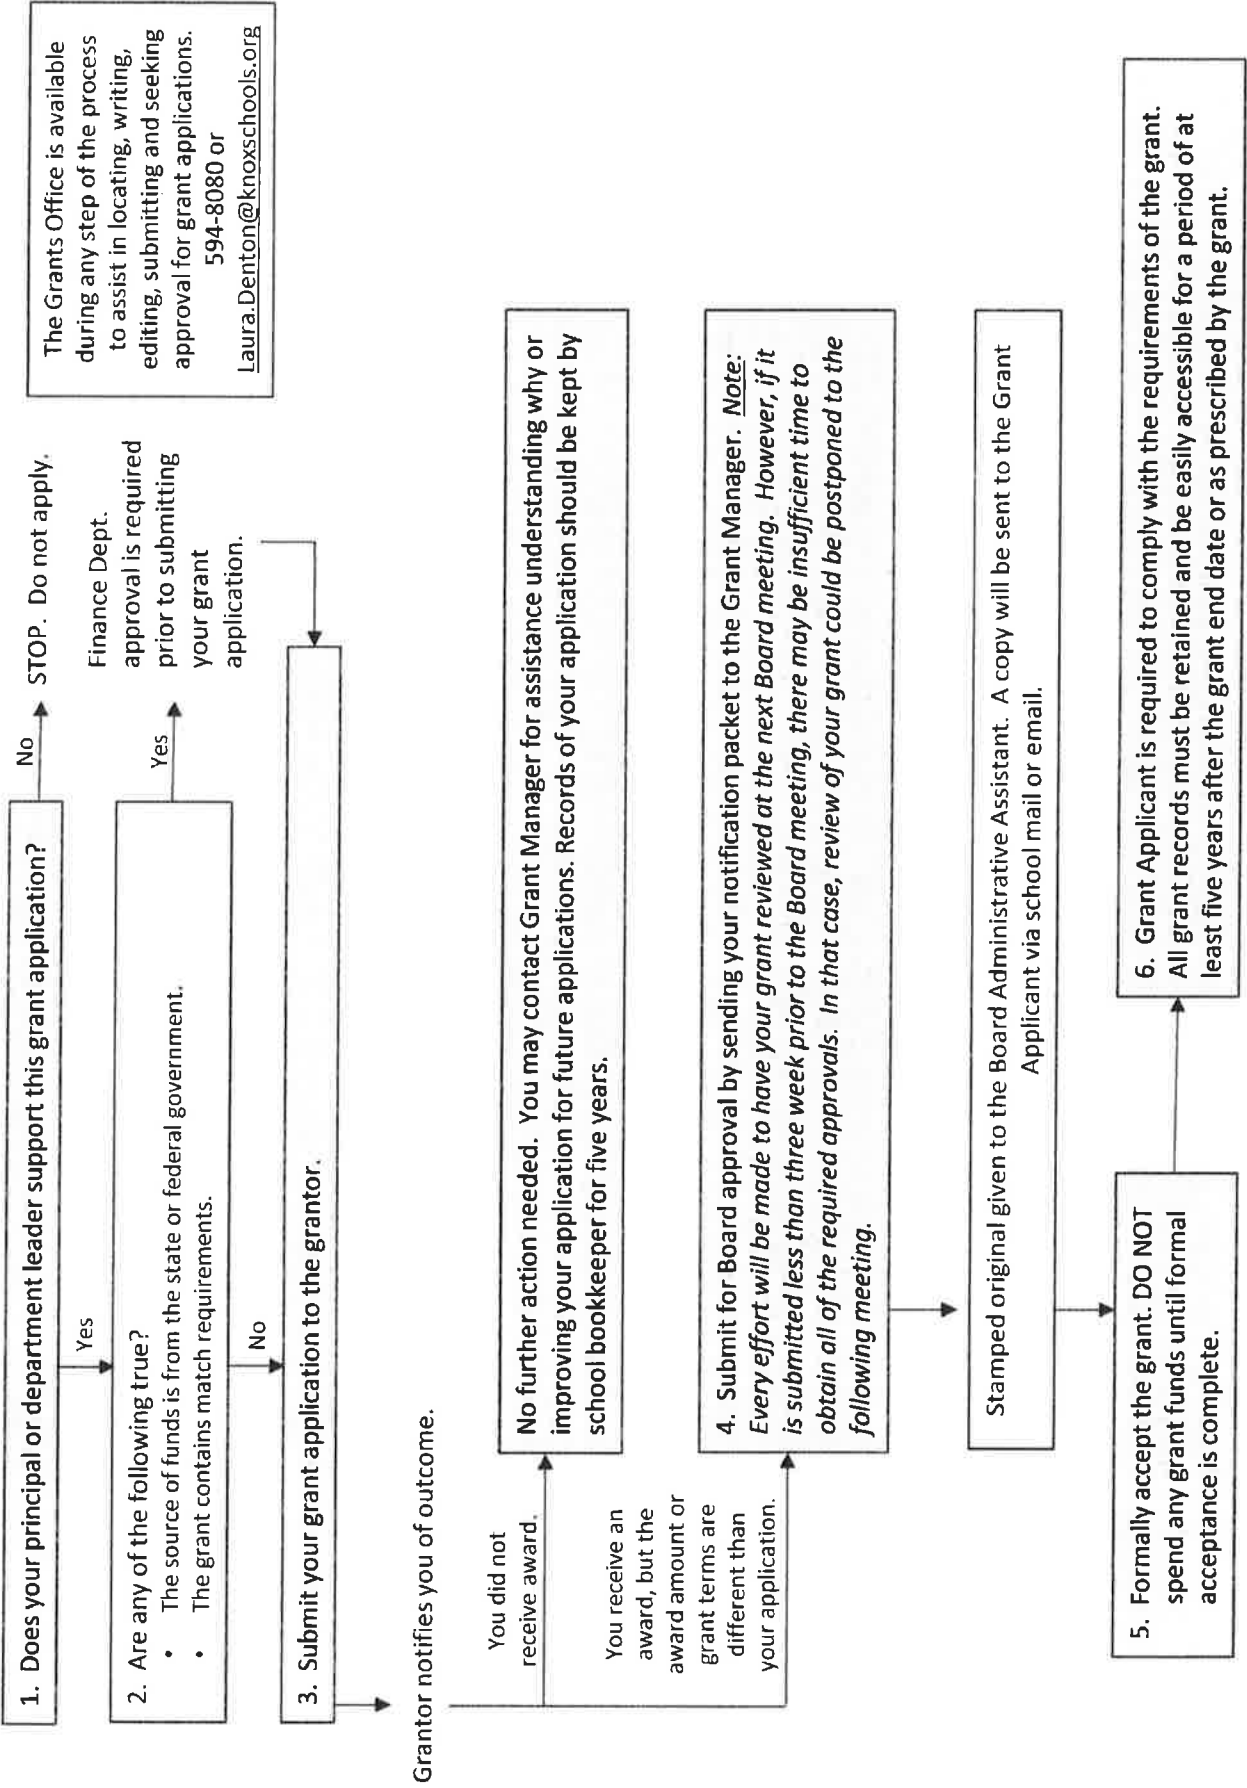 1. Does your principal or department leader support this grant application?
No
STOP. Do not apply.
The Grants Office is available
during any step of the process
to assist in locating, writing,
editing, submitting and seeking
approval for grant applications.
594-8080 or
Laura.Denton@knoxschools.org
Yes
2. Are any of the following true?
• The source of funds is from the state or federal government.
• The grant contains match requirements.
Yes
Finance Dept.
approval is required
prior to submitting
your grant
application.
No
3. Submit your grant application to the grantor.
Grantor notifies you of outcome.
You did not
receive award.
No further action needed. You may contact Grant Manager for assistance understanding why or
improving your application for future applications. Records of your application should be kept by
school bookkeeper for five years.
You receive an
award, but the
award amount or
grant terms are
different than
your application.
4. Submit for Board approval by sending your notification packet to the Grant Manager. Note:
Every effort will be made to have your grant reviewed at the next Board meeting. However, if it
is submitted less than three week prior to the Board meeting, there may be insufficient time to
obtain all of the required approvals. In that case, review of your grant could be postponed to the
following meeting.
Stamped original given to the Board Administrative Assistant. A copy will be sent to the Grant
Applicant via school mail or email.
5. Formally accept the grant. DO NOT
spend any grant funds until formal
acceptance is complete.
6. Grant Applicant is required to comply with the requirements of the grant.
All grant records must be retained and be easily accessible for a period of at
least five years after the grant end date or as prescribed by the grant.